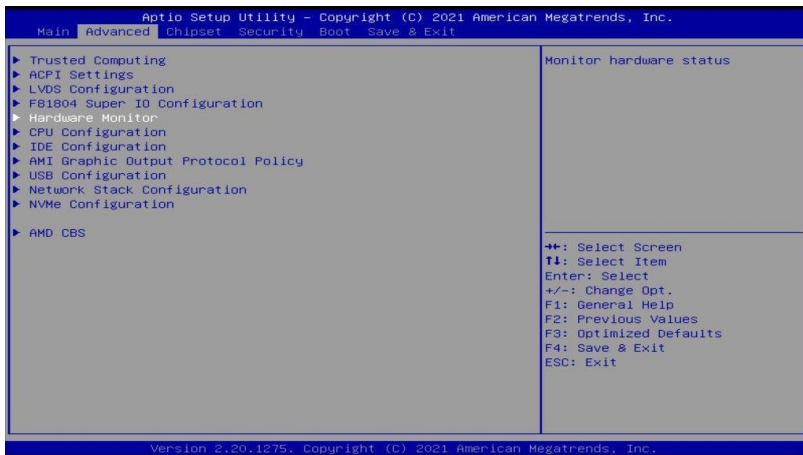 Aptio Setup Utility – Copyright (C) 2021 American Megatrends, Inc.
Main Advanced Chipset Security Boot Save & Exit
▶ Trusted Computing
▶ ACPI Settings
▶ LVDS Configuration
▶ F81804 Super IO Configuration
▶ Hardware Monitor
▶ CPU Configuration
▶ IDE Configuration
▶ AMI Graphic Output Protocol Policy
▶ USB Configuration
▶ Network Stack Configuration
▶ NVMe Configuration
▶ AMD CBS
Monitor hardware status
→←: Select Screen
↑↓: Select Item
Enter: Select
+/-: Change Opt.
F1: General Help
F2: Previous Values
F3: Optimized Defaults
F4: Save & Exit
ESC: Exit
Version 2.20.1275. Copyright (C) 2021 American Megatrends, Inc.